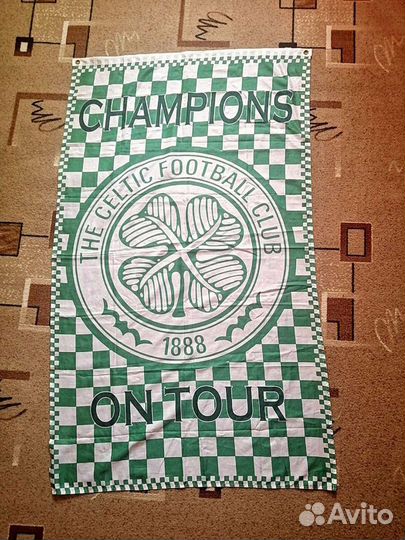 CHAMPIONS
THE CELTIC FOOTBALL CLUB
1888
ON TOUR
Avito